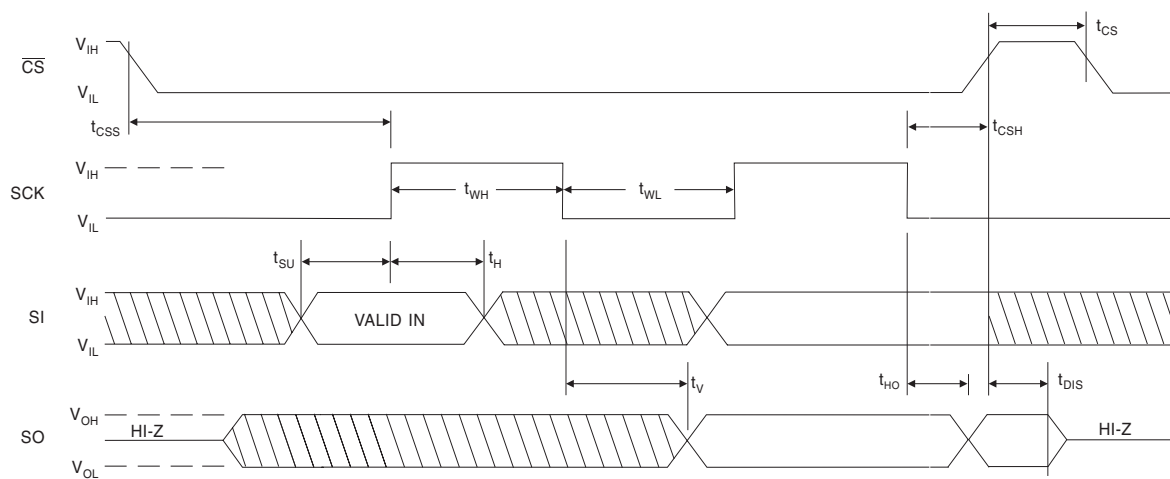 V_IH t_CS
C̅S̅
V_IL
t_CSS t_CSH
V_IH
SCK t_WH t_WL
V_IL
t_SU t_H
V_IH
SI VALID IN
V_IL
t_V t_HO t_DIS
V_OH
SO HI-Z HI-Z
V_OL